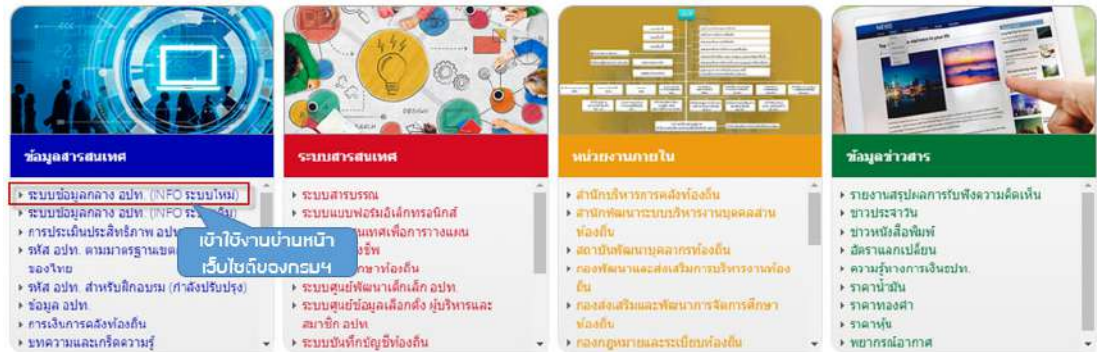 ข้อมูลสารสนเทศ
ระบบข้อมูลกลาง อปท. (INFO ระบบใหม่)
ระบบข้อมูลกลาง อปท. (INFO
การประเมินประสิทธิภาพ อปท
รหัส อปท. ตามมาตรฐานเขต
ของไทย
รหัส อปท. สำหรับฝึกอบรม (กำลังปรับปรุง)
ข้อมูล อปท.
การเงินการคลังท้องถิ่น
บทความและเกร็ดความรู้
เข้าใช้งานผ่านหน้า
เว็บไซต์ของกรมฯ
ระบบสารสนเทศ
ระบบสารบรรณ
ระบบแบบฟอร์มอิเล็กทรอนิกส์
นเทศเพื่อการวางแผน
งชีพ
กษาท้องถิ่น
ระบบศูนย์พัฒนาเด็กเล็ก อปท.
ระบบศูนย์ข้อมูลเลือกตั้ง ผู้บริหารและ
สมาชิก อปท.
ระบบบันทึกบัญชีท้องถิ่น
หน่วยงานภายใน
สำนักบริหารการคลังท้องถิ่น
สำนักพัฒนาระบบบริหารงานบุคคลส่วน
ท้องถิ่น
สถาบันพัฒนาบุคลากรท้องถิ่น
กองพัฒนาและส่งเสริมการบริหารงานท้อง
ถิ่น
กองส่งเสริมและพัฒนาการจัดการศึกษา
ท้องถิ่น
กองกฎหมายและระเบียบท้องถิ่น
NEWS
ข้อมูลข่าวสาร
รายงานสรุปผลการรับฟังความคิดเห็น
ข่าวประจำวัน
ข่าวหนังสือพิมพ์
อัตราแลกเปลี่ยน
ความรู้ทางการเงินธปท.
ราคาน้ำมัน
ราคาทองคำ
ราคาหุ้น
พยากรณ์อากาศ